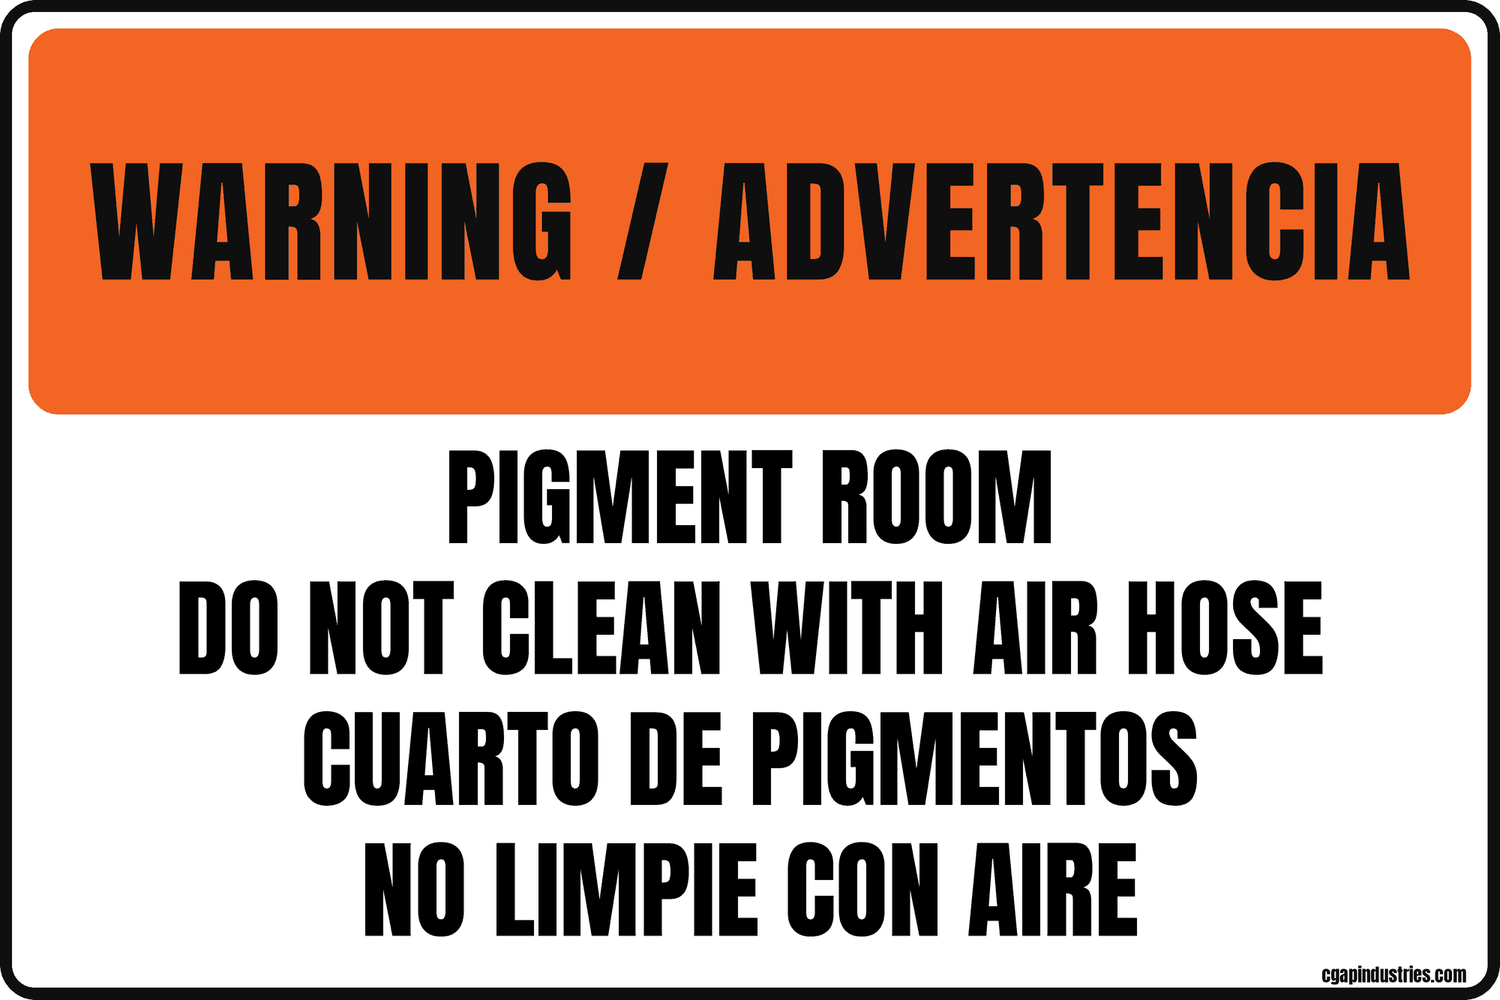 WARNING / ADVERTENCIA
PIGMENT ROOM
DO NOT CLEAN WITH AIR HOSE
CUARTO DE PIGMENTOS
NO LIMPIE CON AIRE
cgapindustries.com